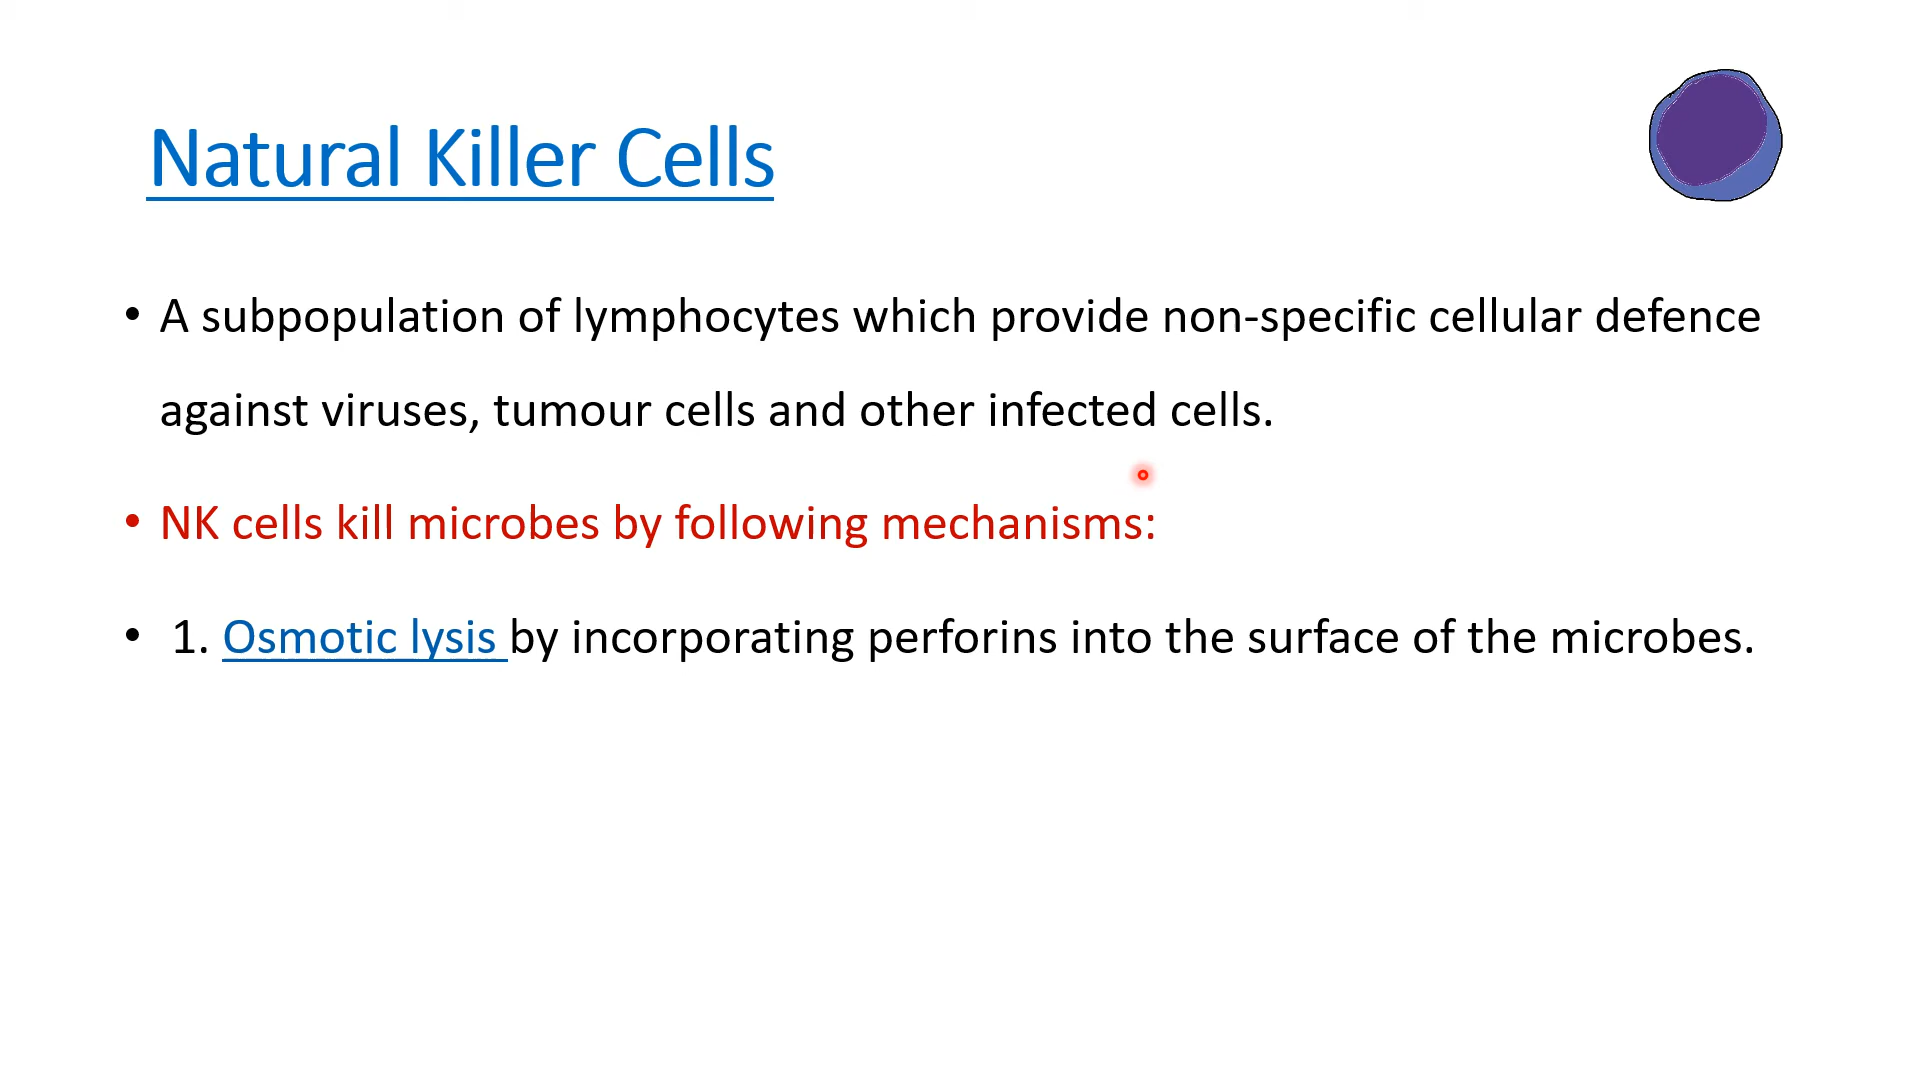 Natural Killer Cells
• A subpopulation of lymphocytes which provide non-specific cellular defence
against viruses, tumour cells and other infected cells.
• NK cells kill microbes by following mechanisms:
• 1. Osmotic lysis by incorporating perforins into the surface of the microbes.